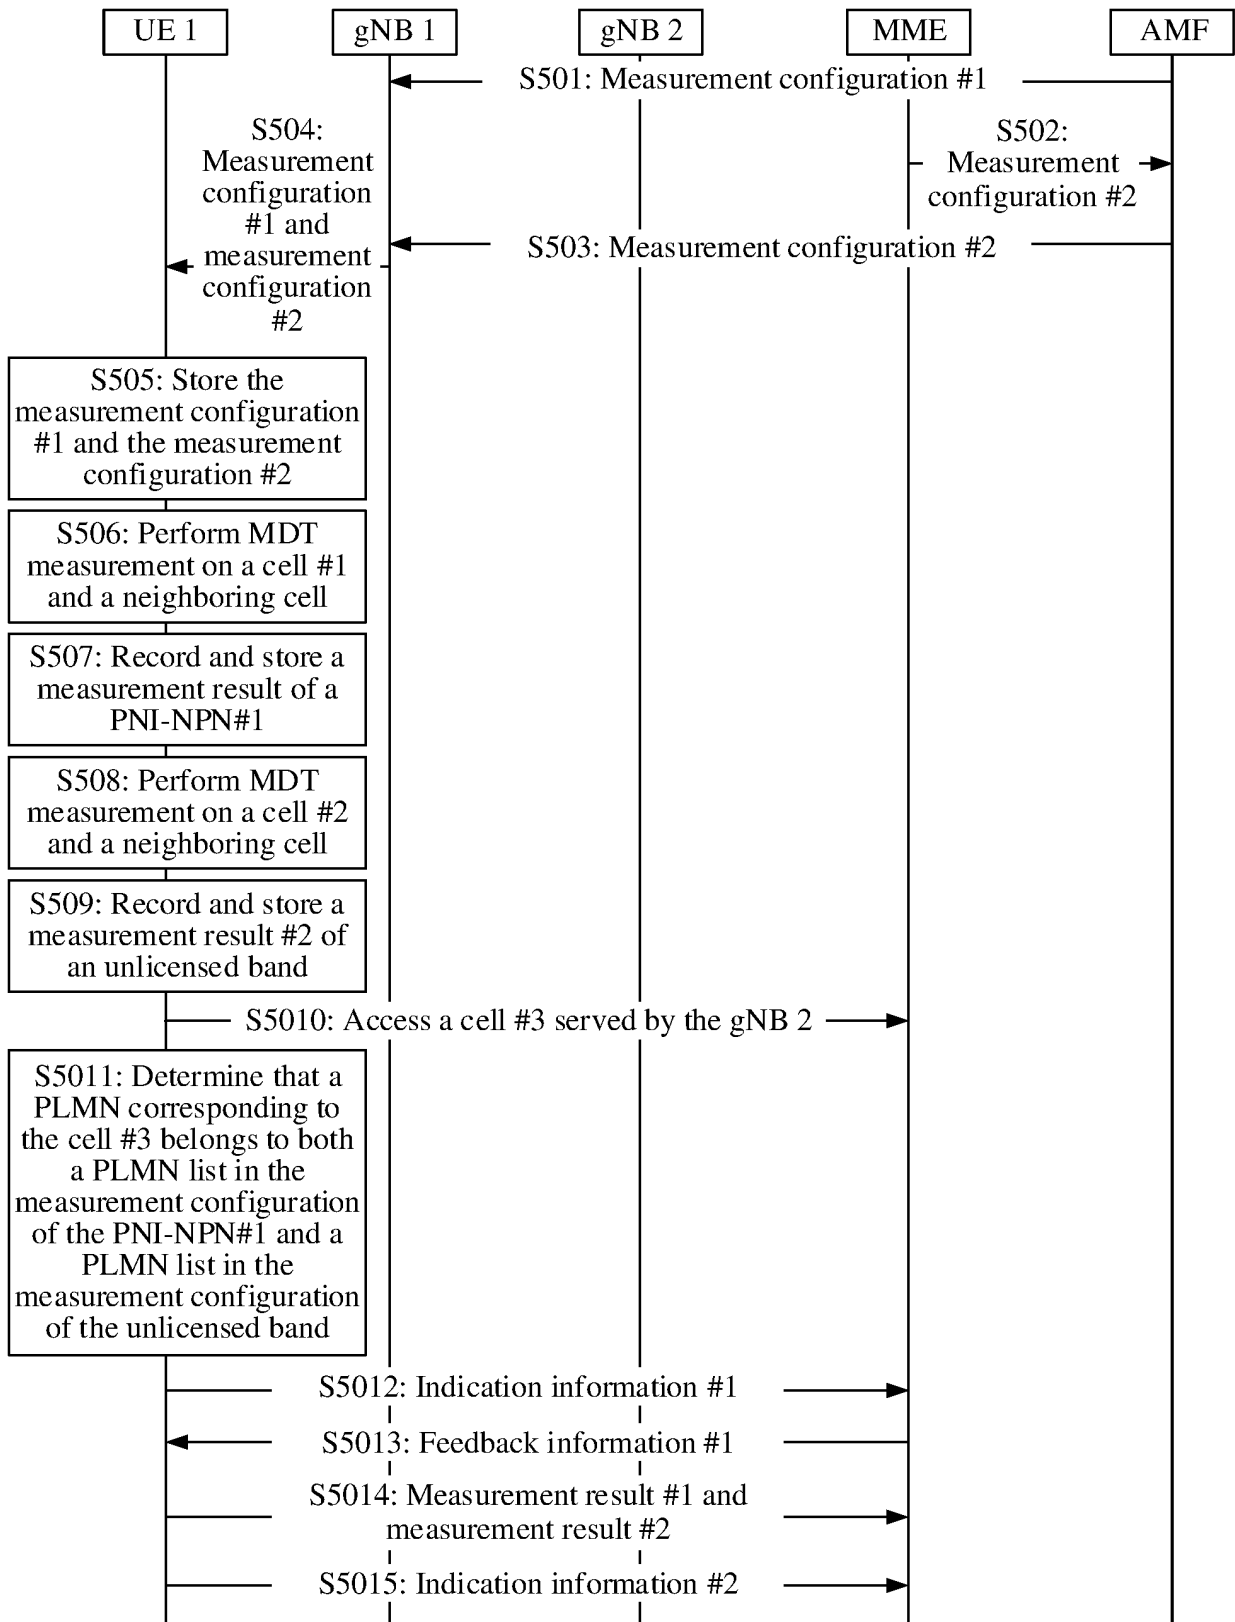 UE 1
gNB 1
gNB 2
MME
AMF
S501: Measurement configuration #1
S504:
Measurement
configuration
#1 and
measurement
configuration
#2
S502:
Measurement
configuration #2
S503: Measurement configuration #2
S505: Store the
measurement configuration
#1 and the measurement
configuration #2
S506: Perform MDT
measurement on a cell #1
and a neighboring cell
S507: Record and store a
measurement result of a
PNI-NPN#1
S508: Perform MDT
measurement on a cell #2
and a neighboring cell
S509: Record and store a
measurement result #2 of
an unlicensed band
S5010: Access a cell #3 served by the gNB 2
S5011: Determine that a
PLMN corresponding to
the cell #3 belongs to both
a PLMN list in the
measurement configuration
of the PNI-NPN#1 and a
PLMN list in the
measurement configuration
of the unlicensed band
S5012: Indication information #1
S5013: Feedback information #1
S5014: Measurement result #1 and
measurement result #2
S5015: Indication information #2